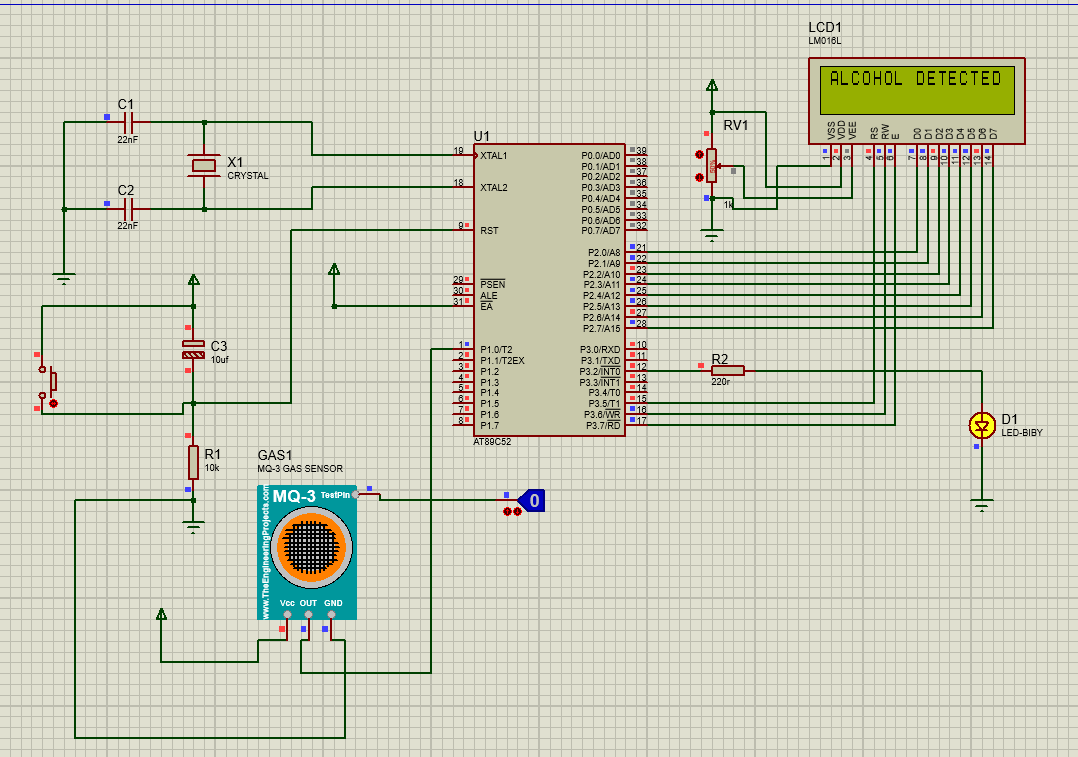 LCD1
LM016L
ALCOHOL DETECTED
VSS
VDD
VEE
RS
RW
E
D0
D1
D2
D3
D4
D5
D6
D7
1
2
3
4
5
6
7
8
9
10
11
12
13
14
C1
22nF
X1
CRYSTAL
C2
22nF
RV1
50%
1k
U1
19 XTAL1
18 XTAL2
9 RST
29 PSEN
30 ALE
31 EA
1 P1.0/T2
2 P1.1/T2EX
3 P1.2
4 P1.3
5 P1.4
6 P1.5
7 P1.6
8 P1.7
P0.0/AD0 39
P0.1/AD1 38
P0.2/AD2 37
P0.3/AD3 36
P0.4/AD4 35
P0.5/AD5 34
P0.6/AD6 33
P0.7/AD7 32
P2.0/A8 21
P2.1/A9 22
P2.2/A10 23
P2.3/A11 24
P2.4/A12 25
P2.5/A13 26
P2.6/A14 27
P2.7/A15 28
P3.0/RXD 10
P3.1/TXD 11
P3.2/INT0 12
P3.3/INT1 13
P3.4/T0 14
P3.5/T1 15
P3.6/WR 16
P3.7/RD 17
AT89C52
C3
10uf
R1
10k
R2
220r
D1
LED-BIBY
GAS1
MQ-3 GAS SENSOR
MQ-3 TestPin
www.TheEngineeringProjects.com
Vcc OUT GND
0